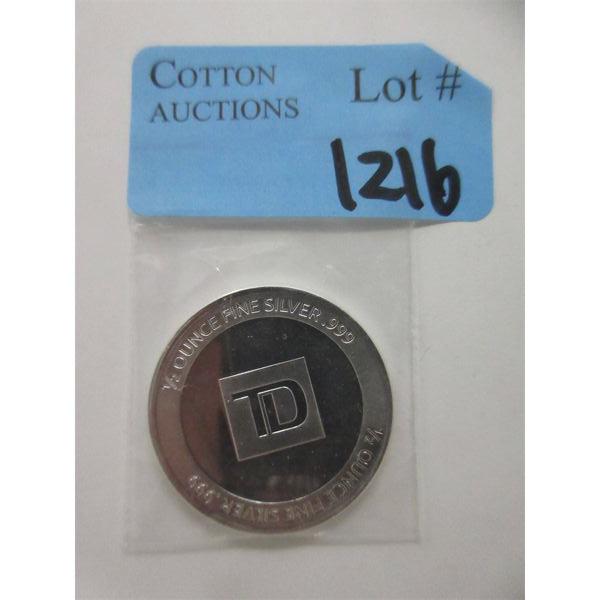 COTTON
AUCTIONS
Lot #
1216
½ OUNCE FINE SILVER .999
TD
½ OUNCE FINE SILVER .999